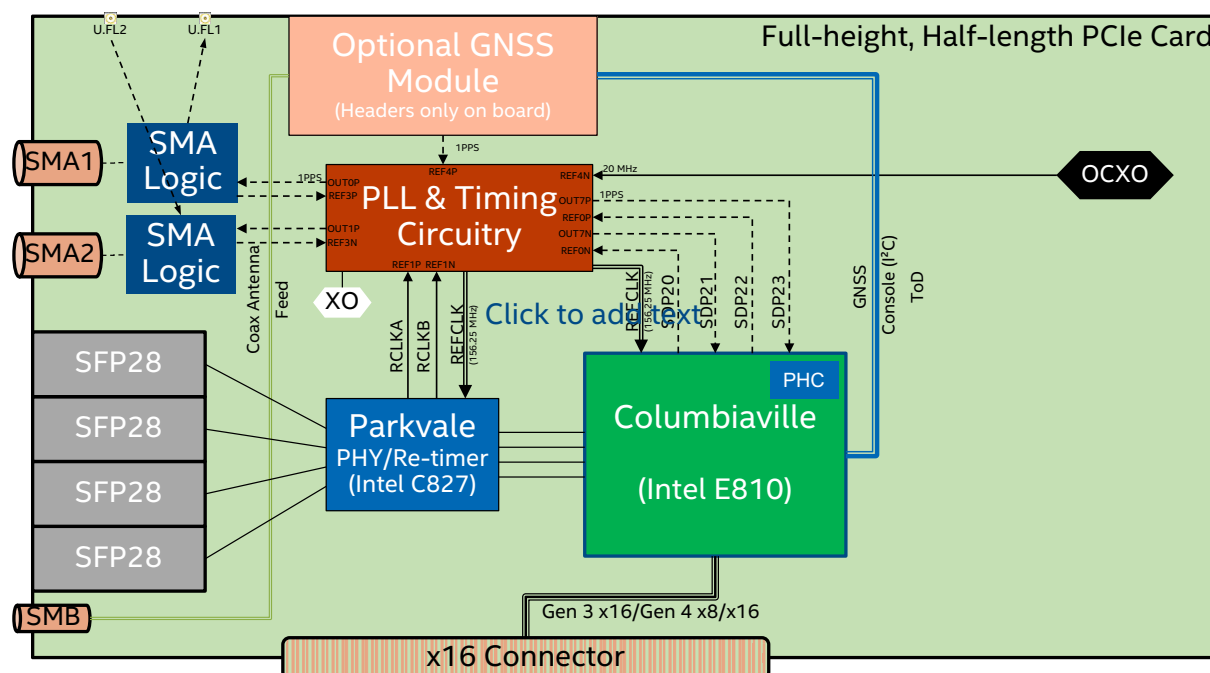 U.FL2
U.FL1
Optional GNSS
Module
(Headers only on board)
Full-height, Half-length PCIe Card
SMA1
SMA
Logic
SMA2
SMA
Logic
1PPS
1PPS
OUT0P
REF3P
OUT1P
REF3N
REF4P
PLL & Timing
Circuitry
REF1P
REF1N
REF4N
OUT7P
REF0P
OUT7N
REF0N
20 MHz
1PPS
OCXO
XO
Coax Antenna
Feed
RCLKA
RCLKB
REFCLK
(156.25 MHz)
Click to add text
REFCLK
(156.25 MHz)
SDP20
SDP21
SDP22
SDP23
GNSS
Console (I²C)
ToD
SFP28
SFP28
SFP28
SFP28
Parkvale
PHY/Re-timer
(Intel C827)
PHC
Columbiaville
(Intel E810)
SMB
Gen 3 x16/Gen 4 x8/x16
x16 Connector